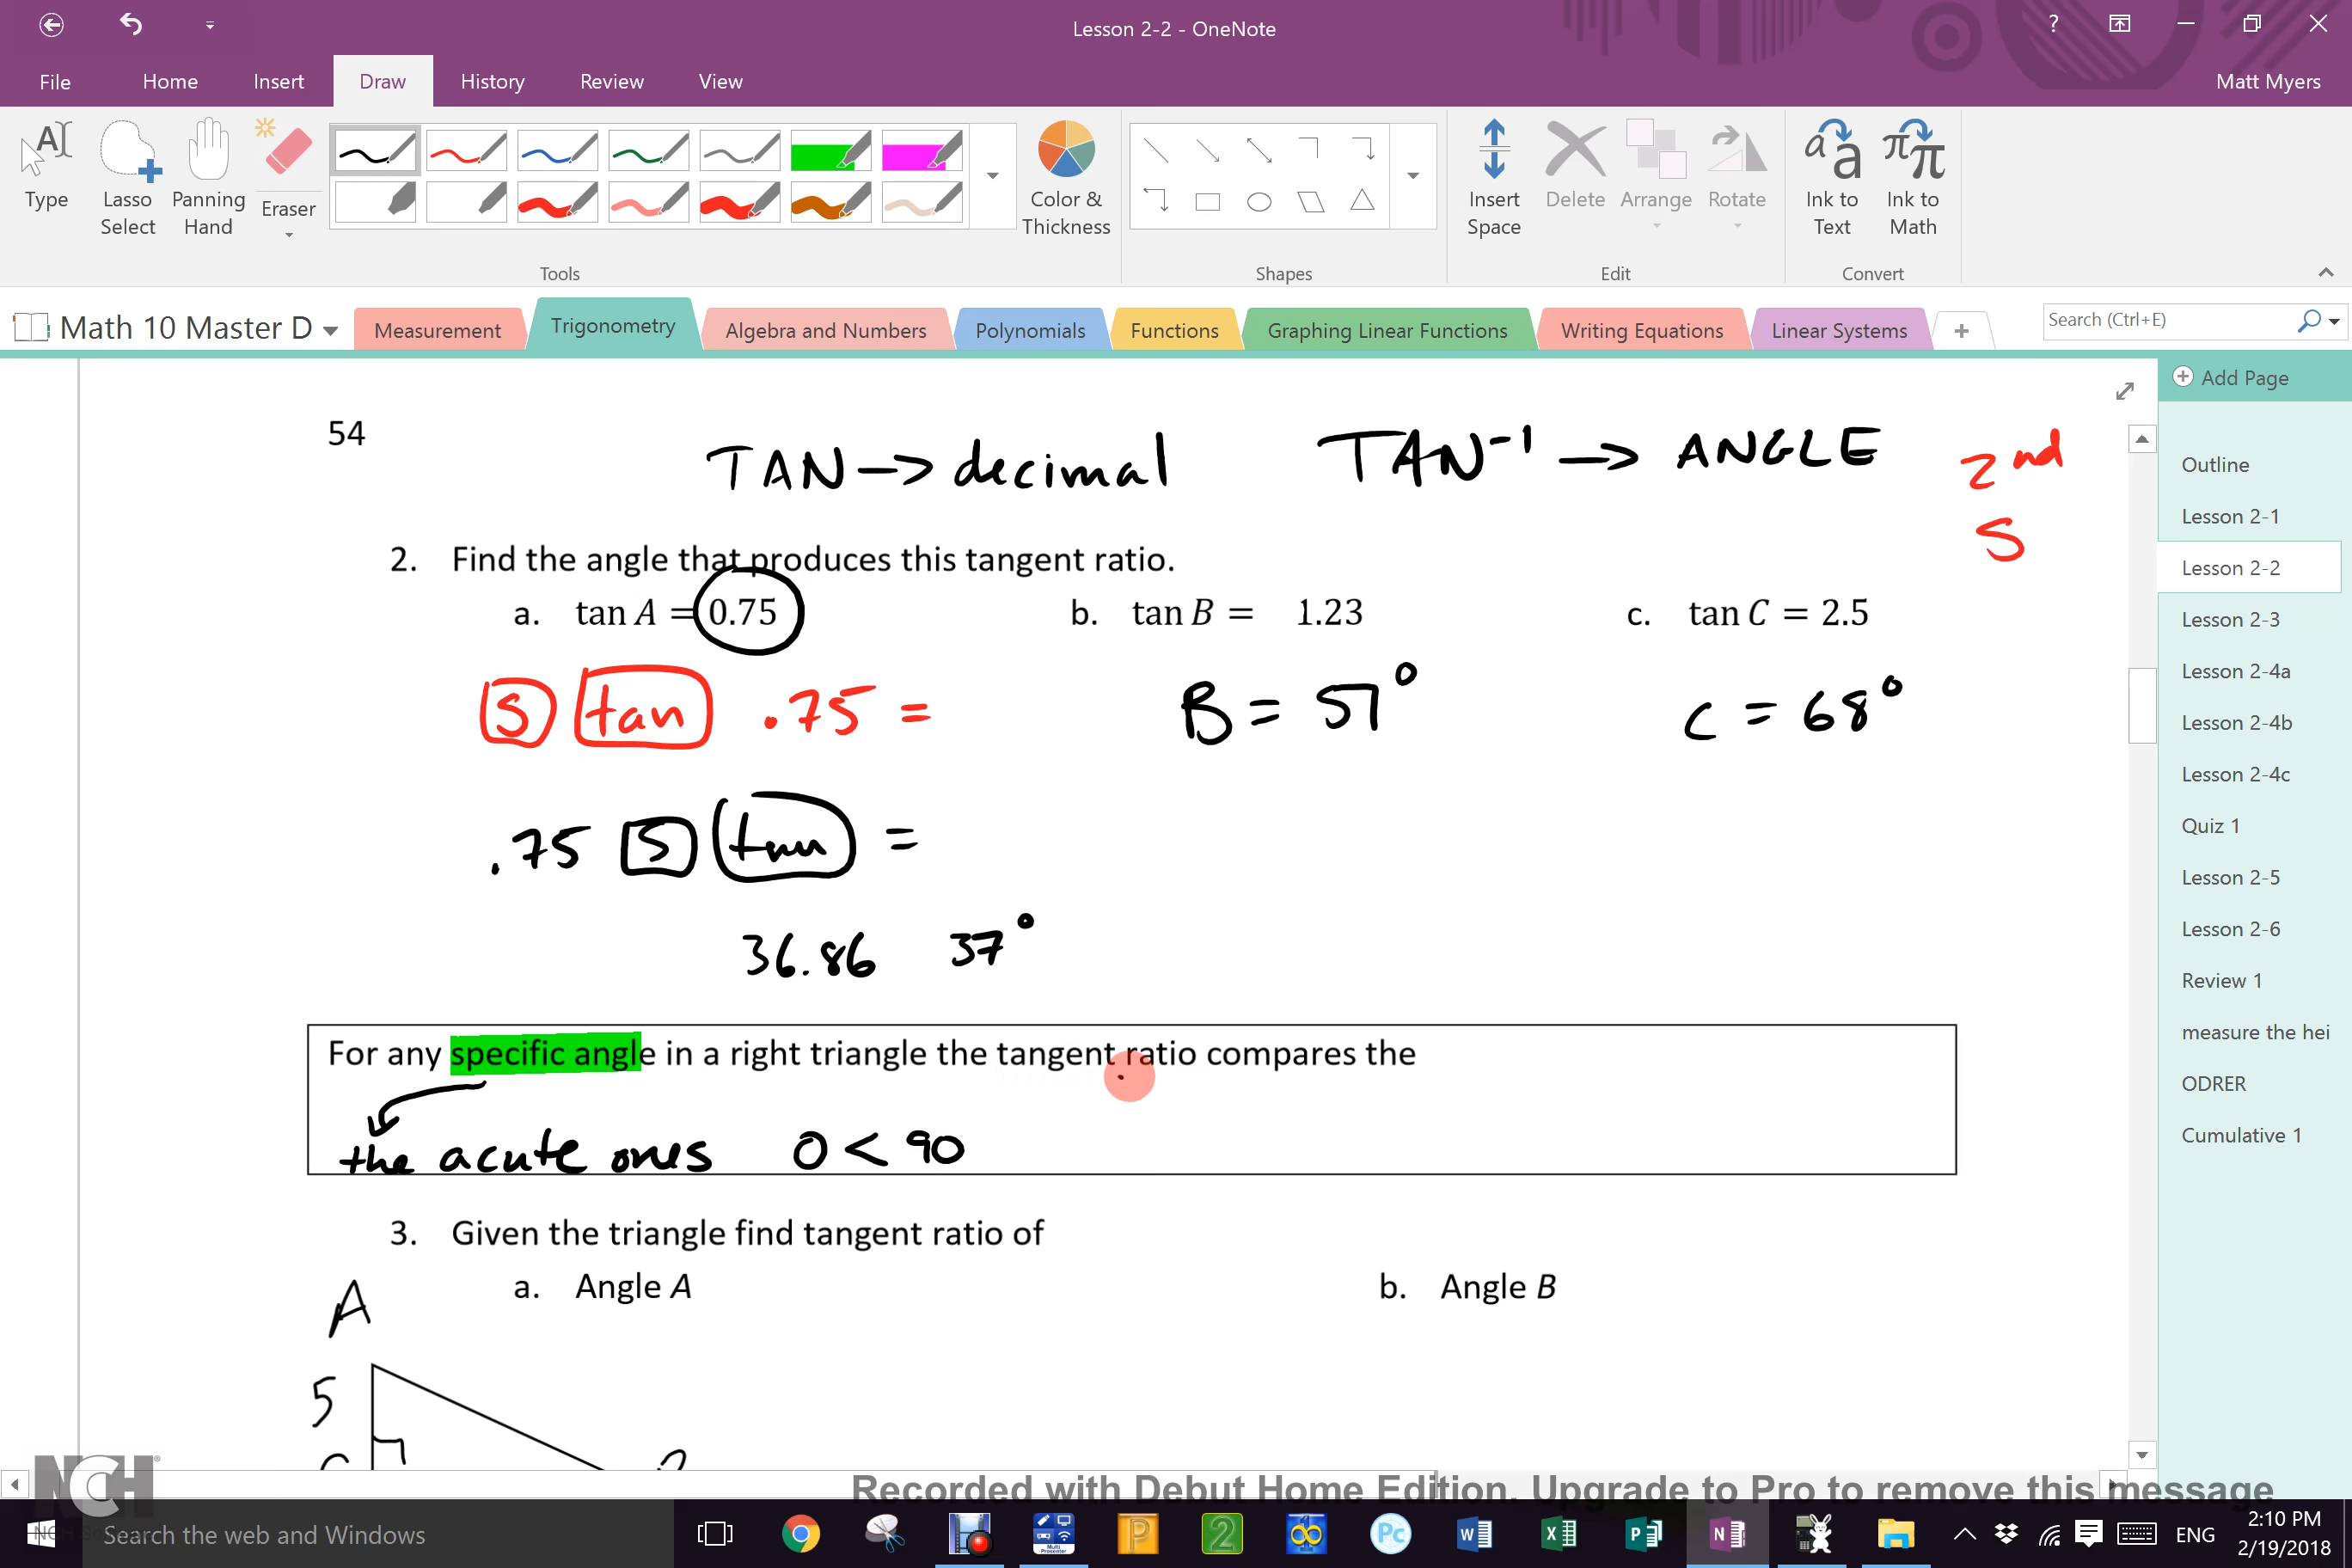 Lesson 2-2 - OneNote
?
File Home Insert Draw History Review View
Matt Myers
Type
Lasso Select
Panning Hand
Eraser
Color & Thickness
Insert Space
Delete
Arrange
Rotate
Ink to Text
Ink to Math
Tools
Shapes
Edit
Convert
Math 10 Master D
Measurement Trigonometry Algebra and Numbers Polynomials Functions Graphing Linear Functions Writing Equations Linear Systems +
Search (Ctrl+E)
Add Page
Outline
Lesson 2-1
Lesson 2-2
Lesson 2-3
Lesson 2-4a
Lesson 2-4b
Lesson 2-4c
Quiz 1
Lesson 2-5
Lesson 2-6
Review 1
measure the hei
ODRER
Cumulative 1
54
TAN → decimal TAN⁻¹ → ANGLE 2nd
S
2. Find the angle that produces this tangent ratio.
a. tan A = 0.75 b. tan B = 1.23 c. tan C = 2.5
S tan .75 = B = 57° C = 68°
.75 S tan =
36.86 37°
For any specific angle in a right triangle the tangent ratio compares the
the acute ones 0 < 90
3. Given the triangle find tangent ratio of
a. Angle A b. Angle B
A
5
NCH
Recorded with Debut Home Edition. Upgrade to Pro to remove this message
Search the web and Windows
ENG
2:10 PM
2/19/2018